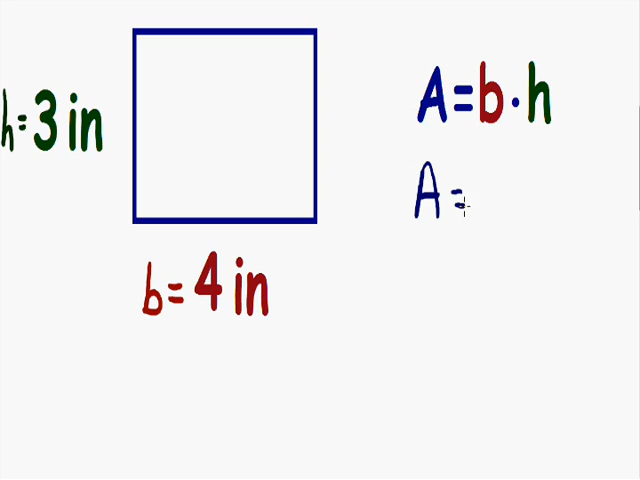 h = 3 in
A = b · h
A =
b = 4 in